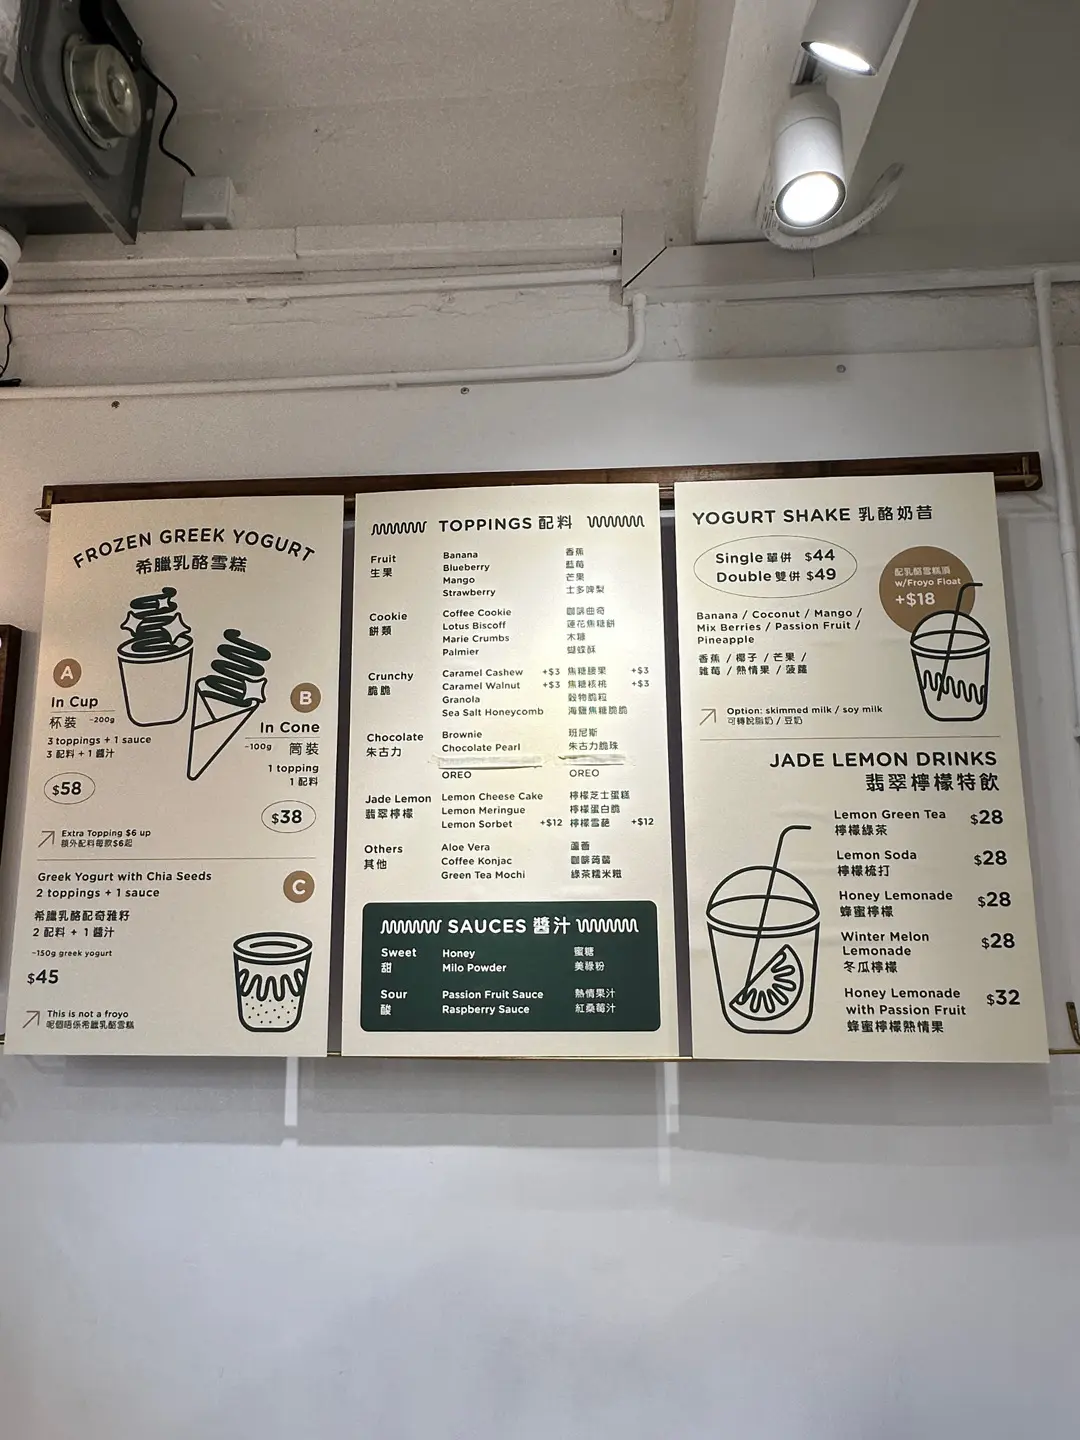 FROZEN GREEK YOGURT
希臘乳酪雪糕
A
In Cup
杯裝 ~200g
3 toppings + 1 sauce
3 配料 + 1 醬汁
$58
B
In Cone
~100g 筒裝
1 topping
1 配料
$38
Extra Topping $6 up
額外配料每款$6起
Greek Yogurt with Chia Seeds
2 toppings + 1 sauce
C
希臘乳酪配奇雅籽
2 配料 + 1 醬汁
~150g greek yogurt
$45
This is not a froyo
呢個唔係希臘乳酪雪糕
TOPPINGS 配料
Fruit 生果
Banana 香蕉
Blueberry 藍莓
Mango 芒果
Strawberry 士多啤梨
Cookie 餅類
Coffee Cookie 咖啡曲奇
Lotus Biscoff 蓮花焦糖餅
Marie Crumbs 木糠
Palmier 蝴蝶酥
Crunchy 脆脆
Caramel Cashew +$3 焦糖腰果 +$3
Caramel Walnut +$3 焦糖核桃 +$3
Granola 穀物脆粒
Sea Salt Honeycomb 海鹽焦糖脆脆
Chocolate 朱古力
Brownie 班尼斯
Chocolate Pearl 朱古力脆珠
OREO OREO
Jade Lemon 翡翠檸檬
Lemon Cheese Cake 檸檬芝士蛋糕
Lemon Meringue 檸檬蛋白脆
Lemon Sorbet +$12 檸檬雪葩 +$12
Others 其他
Aloe Vera 蘆薈
Coffee Konjac 咖啡蒟蒻
Green Tea Mochi 綠茶糯米糍
SAUCES 醬汁
Sweet 甜
Honey 蜜糖
Milo Powder 美祿粉
Sour 酸
Passion Fruit Sauce 熱情果汁
Raspberry Sauce 紅桑莓汁
YOGURT SHAKE 乳酪奶昔
Single 單併 $44
Double 雙併 $49
配乳酪雪糕頂
w/Froyo Float
+$18
Banana / Coconut / Mango /
Mix Berries / Passion Fruit /
Pineapple
香蕉 / 椰子 / 芒果 /
雜莓 / 熱情果 / 菠蘿
Option: skimmed milk / soy milk
可轉脫脂奶 / 豆奶
JADE LEMON DRINKS
翡翠檸檬特飲
Lemon Green Tea $28
檸檬綠茶
Lemon Soda $28
檸檬梳打
Honey Lemonade $28
蜂蜜檸檬
Winter Melon
Lemonade $28
冬瓜檸檬
Honey Lemonade
with Passion Fruit $32
蜂蜜檸檬熱情果